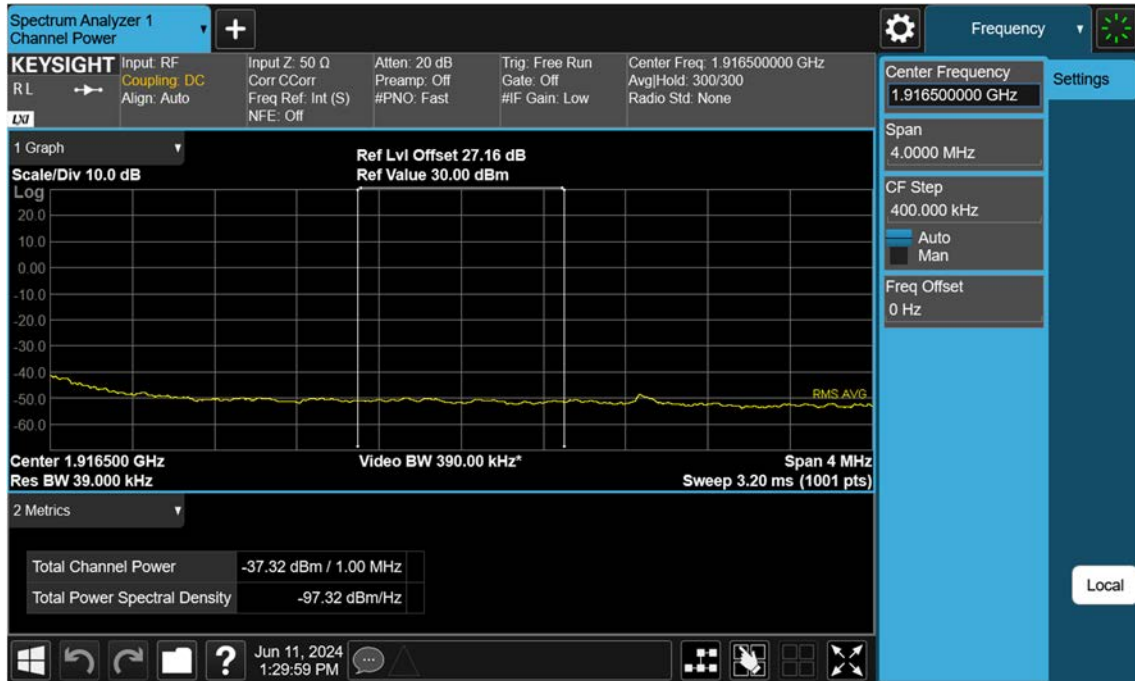 Spectrum Analyzer 1
Channel Power
Frequency
KEYSIGHT
RL
LXI
Input: RF
Coupling: DC
Align: Auto
Input Z: 50 Ω
Corr CCorr
Freq Ref: Int (S)
NFE: Off
Atten: 20 dB
Preamp: Off
#PNO: Fast
Trig: Free Run
Gate: Off
#IF Gain: Low
Center Freq: 1.916500000 GHz
Avg|Hold: 300/300
Radio Std: None
Center Frequency
1.916500000 GHz
Settings
Span
4.0000 MHz
CF Step
400.000 kHz
Auto
Man
Freq Offset
0 Hz
Local
1 Graph
Scale/Div 10.0 dB
Ref Lvl Offset 27.16 dB
Ref Value 30.00 dBm
Log
20.0
10.0
0.00
-10.0
-20.0
-30.0
-40.0
-50.0
-60.0
RMS AVG
Center 1.916500 GHz
Video BW 390.00 kHz*
Span 4 MHz
Res BW 39.000 kHz
Sweep 3.20 ms (1001 pts)
2 Metrics
Total Channel Power -37.32 dBm / 1.00 MHz
Total Power Spectral Density -97.32 dBm/Hz
?
Jun 11, 2024
1:29:59 PM